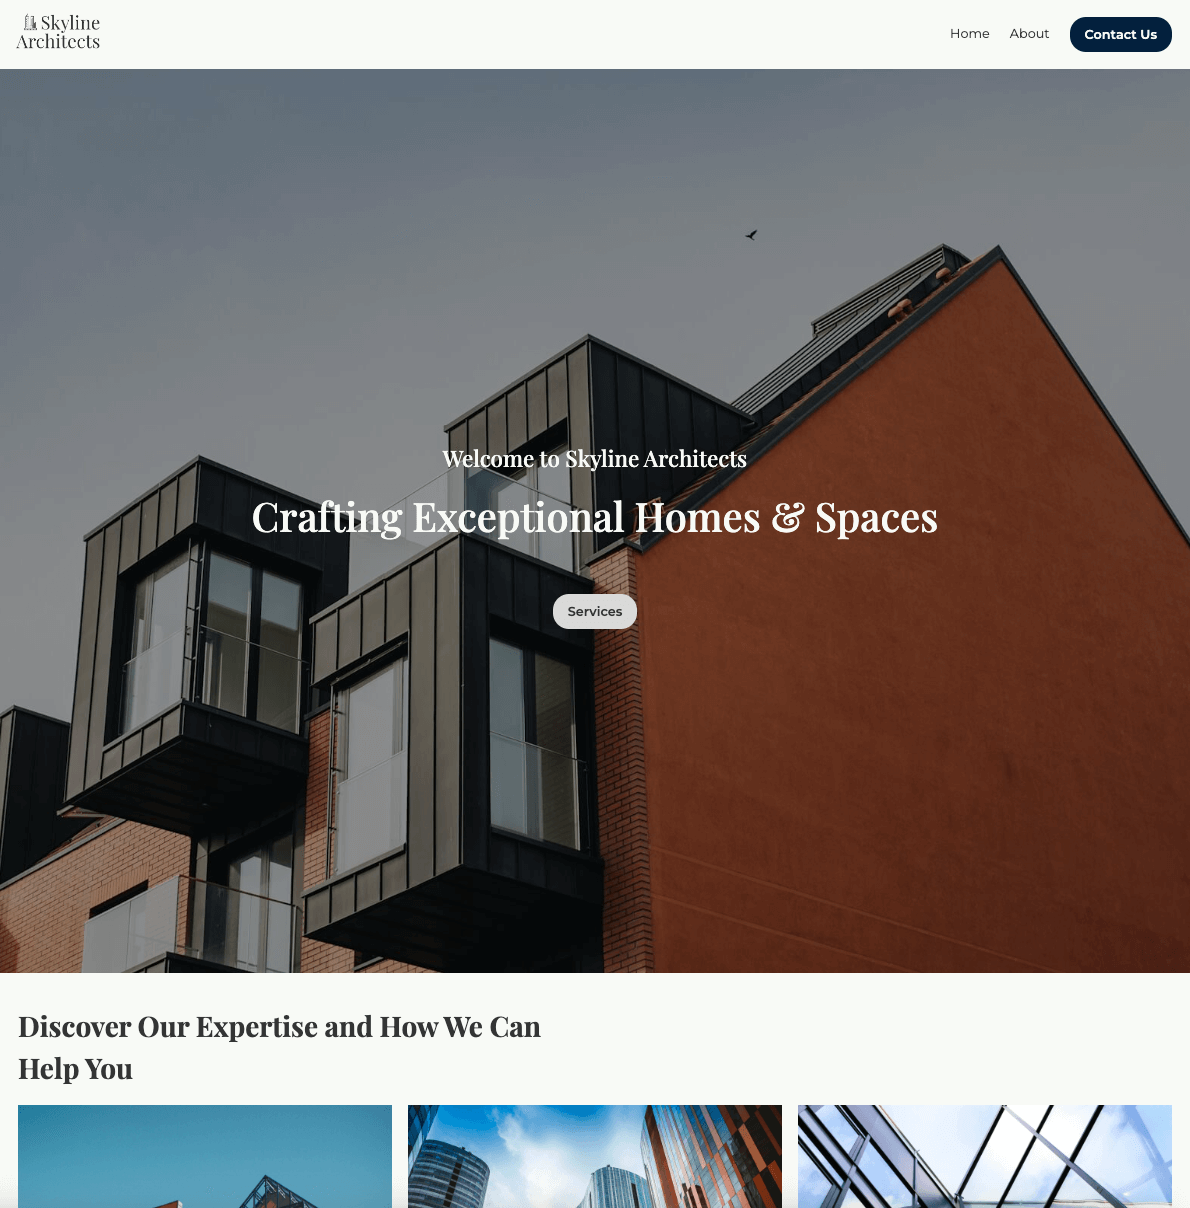 Skyline
Architects
Home
About
Contact Us
Welcome to Skyline Architects
Crafting Exceptional Homes & Spaces
Services
Discover Our Expertise and How We Can
Help You